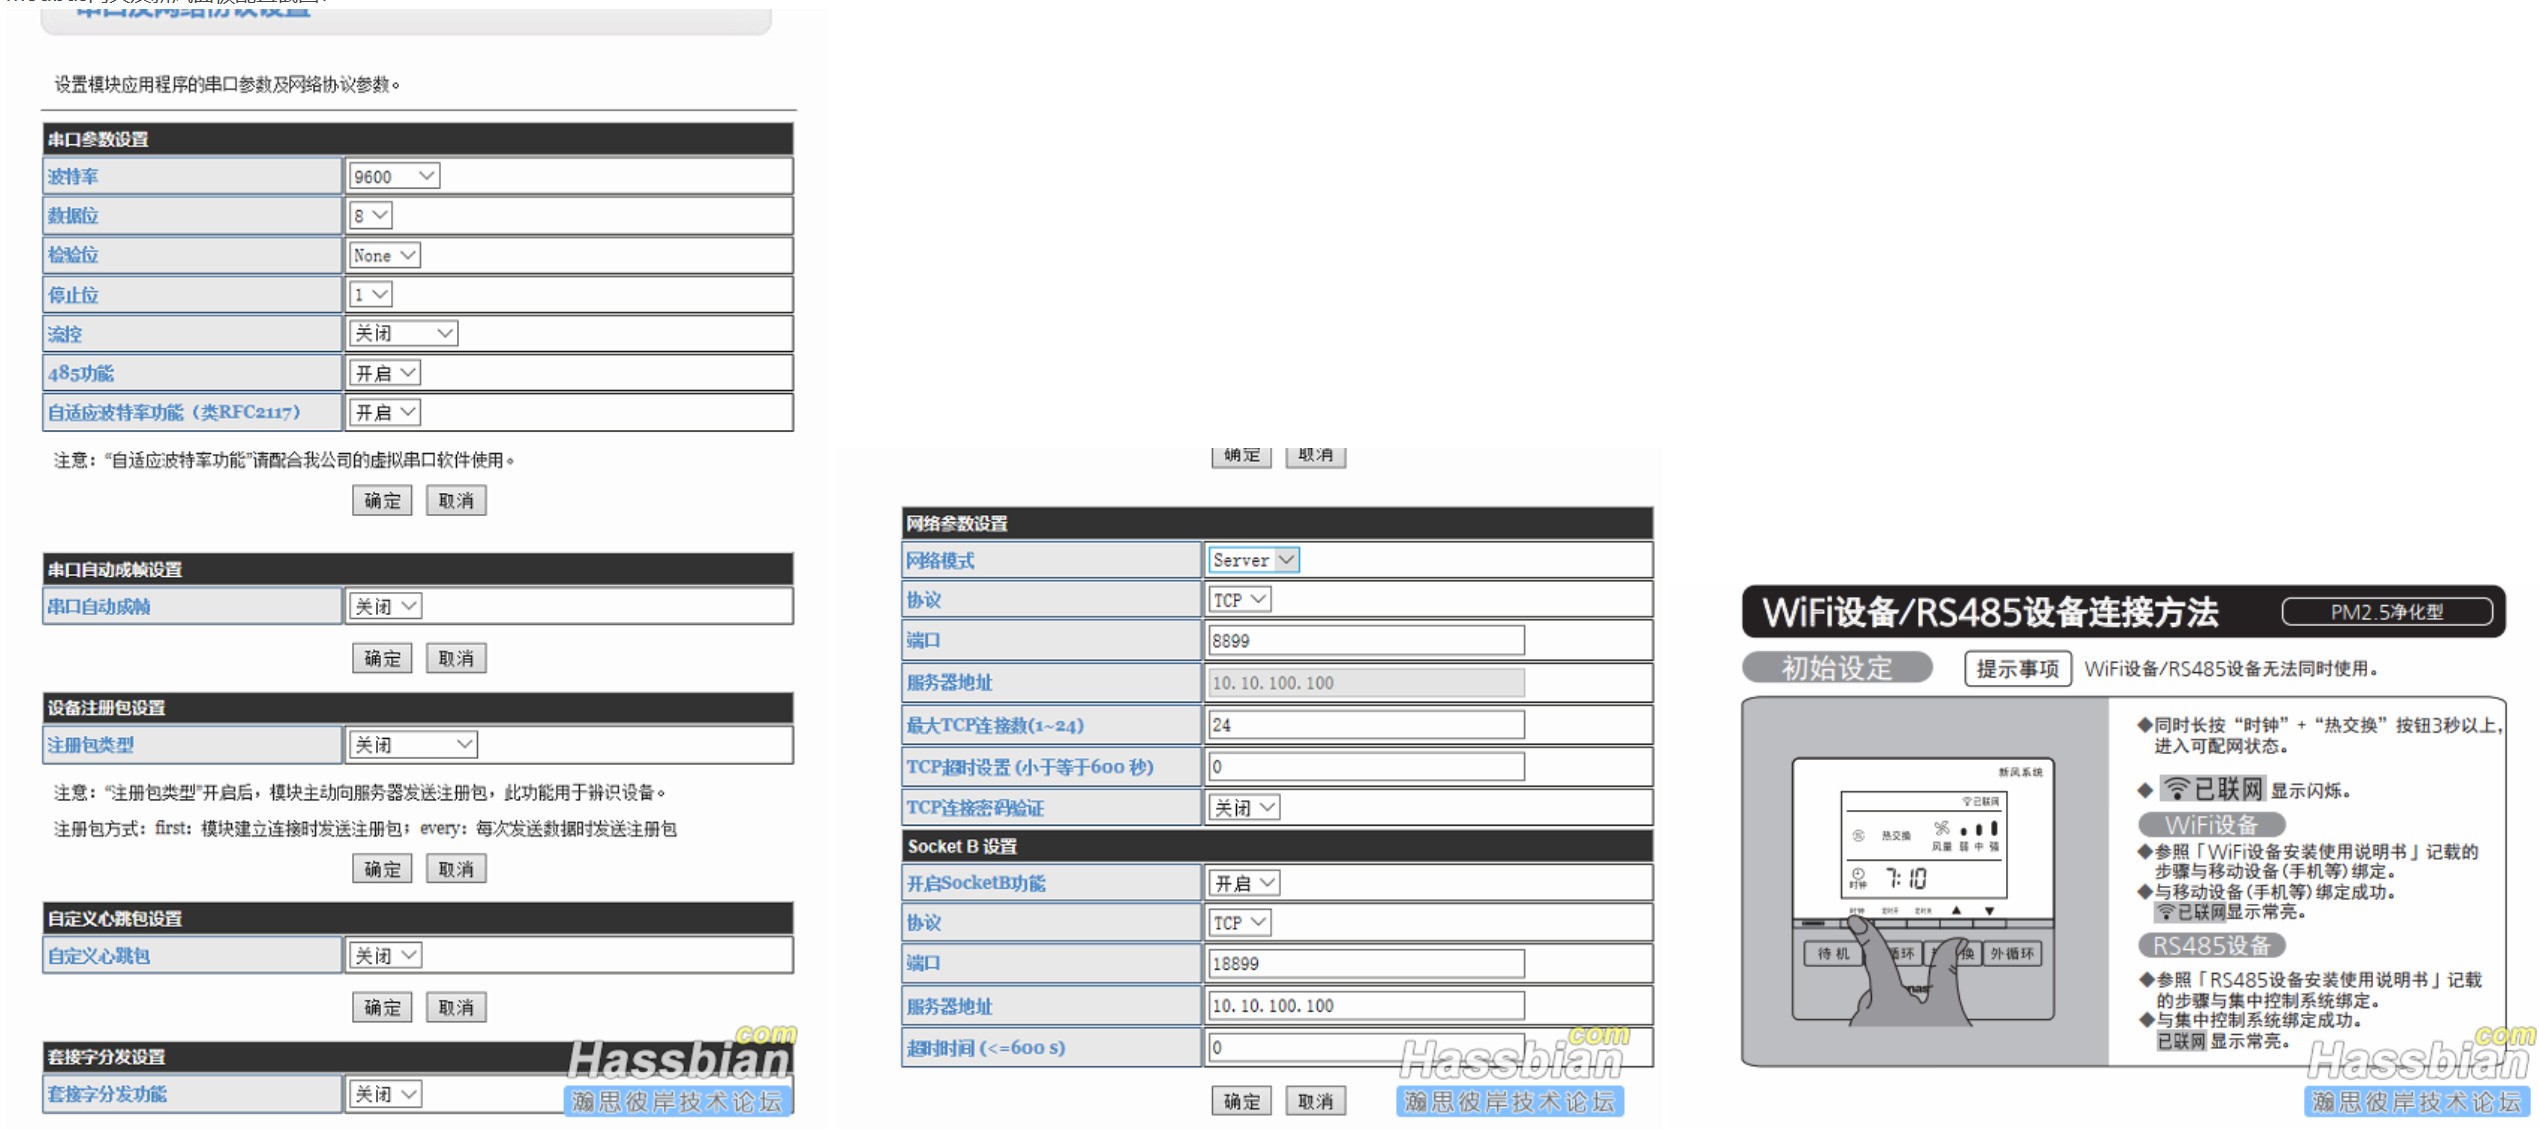 串口及网络协议设置
设置模块应用程序的串口参数及网络协议参数。
串口参数设置
波特率 9600
数据位 8
检验位 None
停止位 1
流控 关闭
485功能 开启
自适应波特率功能（类RFC2117） 开启
注意：“自适应波特率功能”请配合我公司的虚拟串口软件使用。
确定 取消
串口自动成帧设置
串口自动成帧 关闭
确定 取消
设备注册包设置
注册包类型 关闭
注意：“注册包类型”开启后，模块主动向服务器发送注册包，此功能用于辨识设备。
注册包方式：first：模块建立连接时发送注册包；every：每次发送数据时发送注册包
确定 取消
自定义心跳包设置
自定义心跳包 关闭
确定 取消
套接字分发设置
套接字分发功能 关闭
Hassbian
com
瀚思彼岸技术论坛
确定 取消
网络参数设置
网络模式 Server
协议 TCP
端口 8899
服务器地址 10.10.100.100
最大TCP连接数(1~24) 24
TCP超时设置 (小于等于600 秒) 0
TCP连接密码验证 关闭
Socket B 设置
开启SocketB功能 开启
协议 TCP
端口 18899
服务器地址 10.10.100.100
超时时间 (<=600 s) 0
确定 取消
Hassbian
com
瀚思彼岸技术论坛
WiFi设备/RS485设备连接方法 PM2.5净化型
初始设定 提示事项 WiFi设备/RS485设备无法同时使用。
新风系统
已联网
热交换
风量 弱 中 强
时钟 7:10
时钟 定时开 定时关 ▲ ▼
待机 循环 换 外循环
◆同时长按“时钟”+“热交换”按钮3秒以上，
进入可配网状态。
◆已联网显示闪烁。
WiFi设备
◆参照「WiFi设备安装使用说明书」记载的
步骤与移动设备(手机等)绑定。
◆与移动设备(手机等)绑定成功。
已联网显示常亮。
RS485设备
◆参照「RS485设备安装使用说明书」记载
的步骤与集中控制系统绑定。
◆与集中控制系统绑定成功。
已联网显示常亮。
Hassbian
com
瀚思彼岸技术论坛